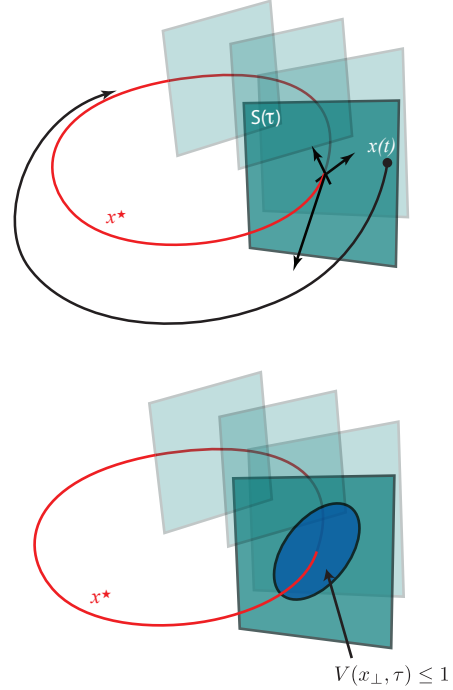 S(τ)
x(t)
x★
x★
V(x⊥, τ) ≤ 1